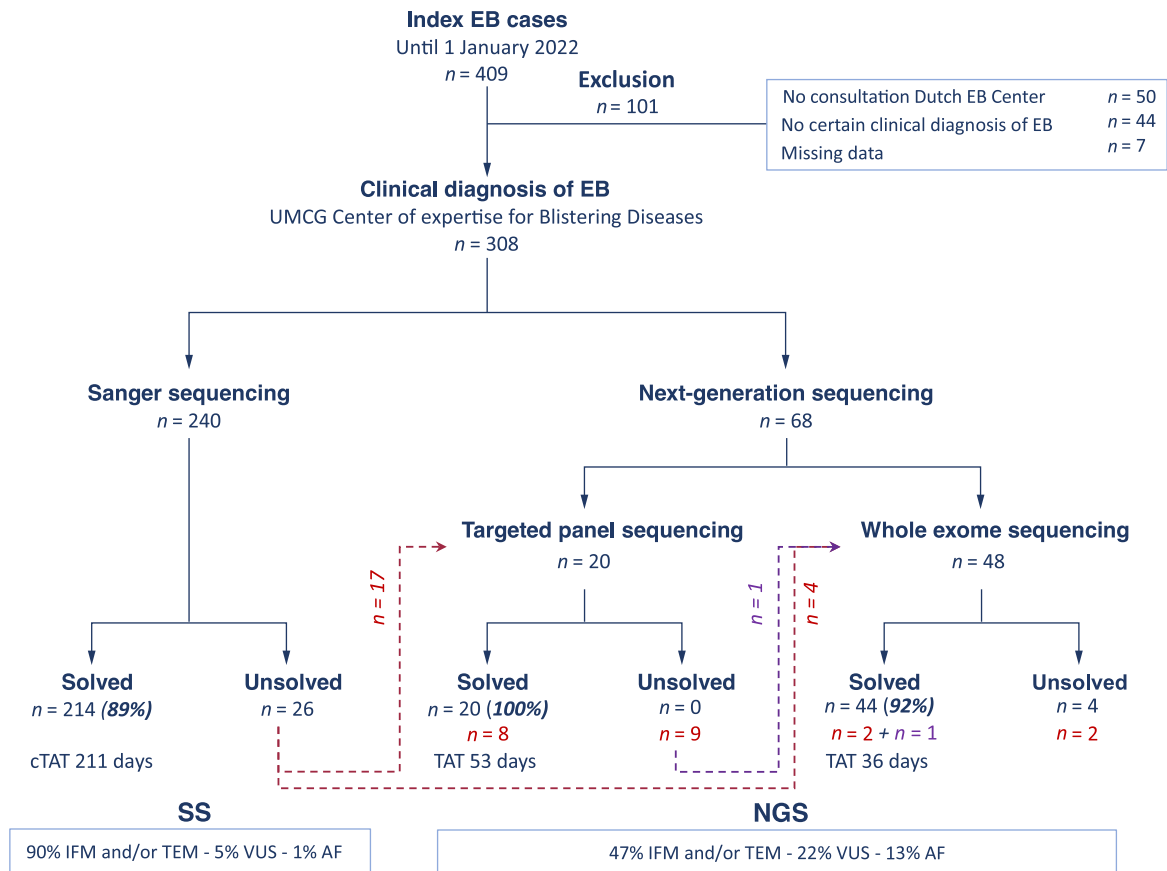 Index EB cases
Until 1 January 2022
n = 409
Exclusion
n = 101
No consultation Dutch EB Center n = 50
No certain clinical diagnosis of EB n = 44
Missing data n = 7
Clinical diagnosis of EB
UMCG Center of expertise for Blistering Diseases
n = 308
Sanger sequencing
n = 240
Next-generation sequencing
n = 68
Targeted panel sequencing
n = 20
Whole exome sequencing
n = 48
n = 17
n = 1
n = 4
Solved
n = 214 (89%)
cTAT 211 days
Unsolved
n = 26
Solved
n = 20 (100%)
n = 8
TAT 53 days
Unsolved
n = 0
n = 9
Solved
n = 44 (92%)
n = 2 + n = 1
TAT 36 days
Unsolved
n = 4
n = 2
SS
90% IFM and/or TEM - 5% VUS - 1% AF
NGS
47% IFM and/or TEM - 22% VUS - 13% AF